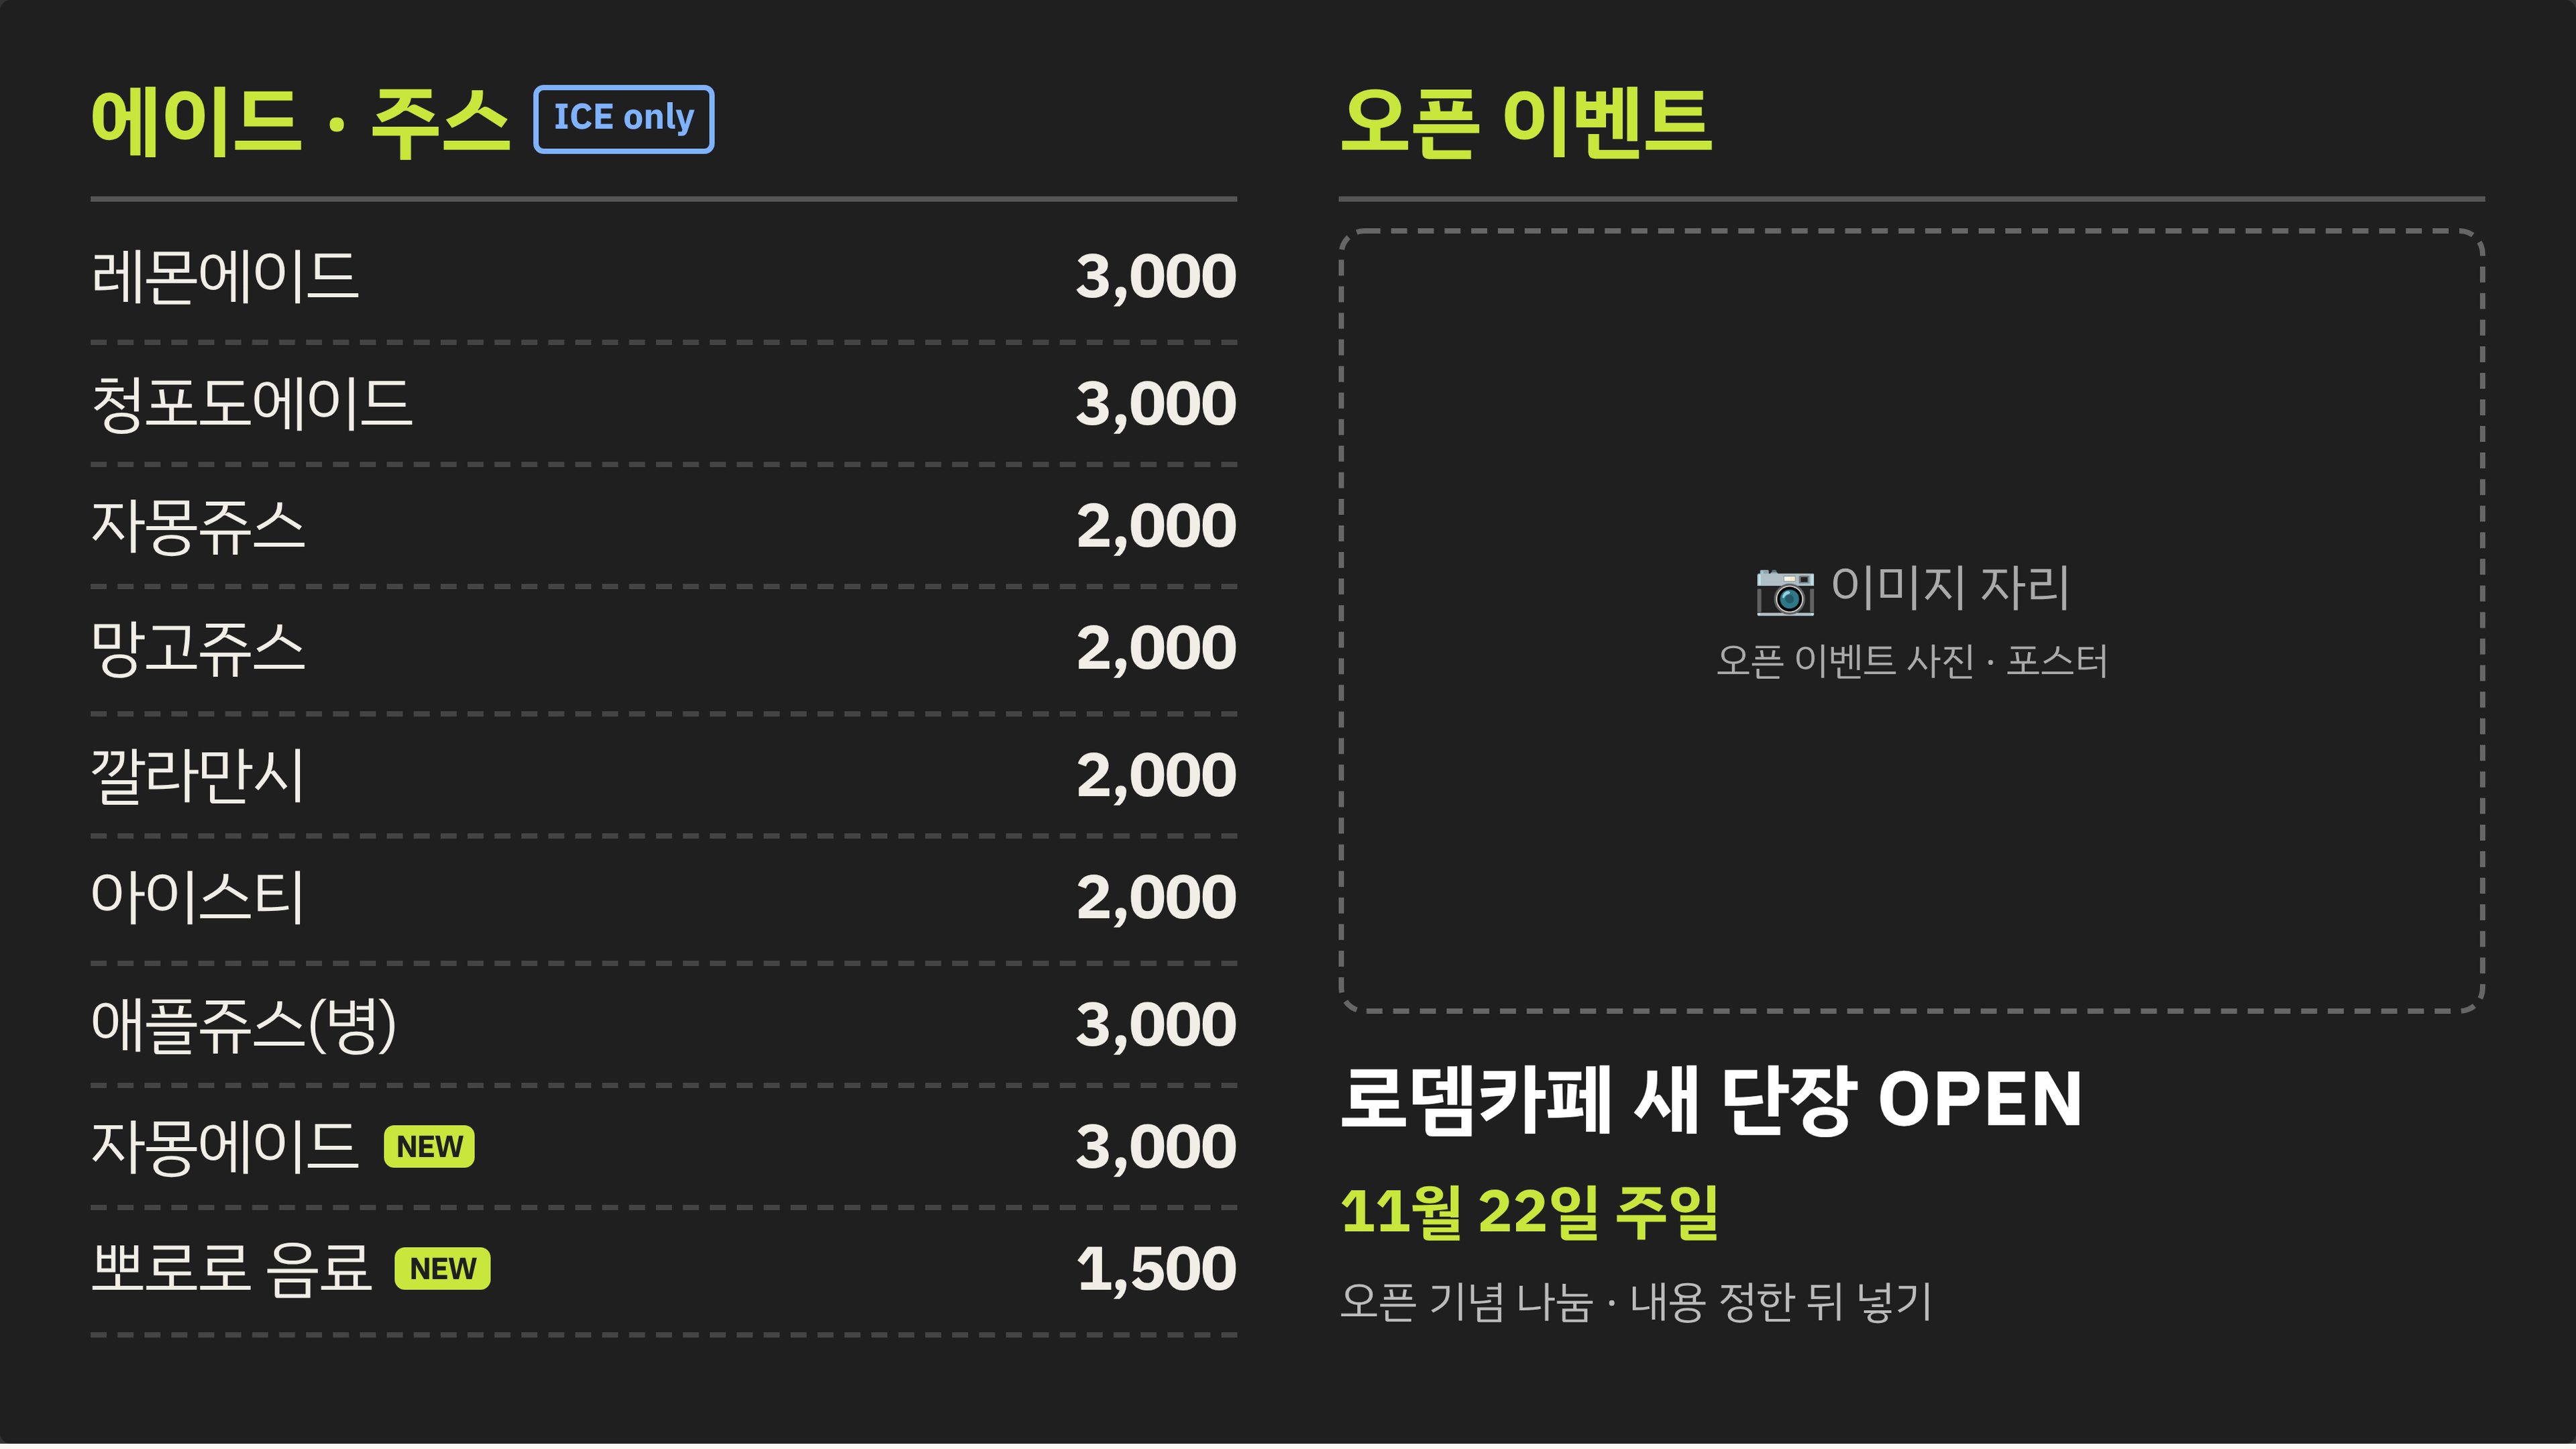 에이드 · 주스 ICE only
레몬에이드 3,000
청포도에이드 3,000
자몽쥬스 2,000
망고쥬스 2,000
깔라만시 2,000
아이스티 2,000
애플쥬스(병) 3,000
자몽에이드 NEW 3,000
뽀로로 음료 NEW 1,500
오픈 이벤트
이미지 자리
오픈 이벤트 사진 · 포스터
로뎀카페 새 단장 OPEN
11월 22일 주일
오픈 기념 나눔 · 내용 정한 뒤 넣기